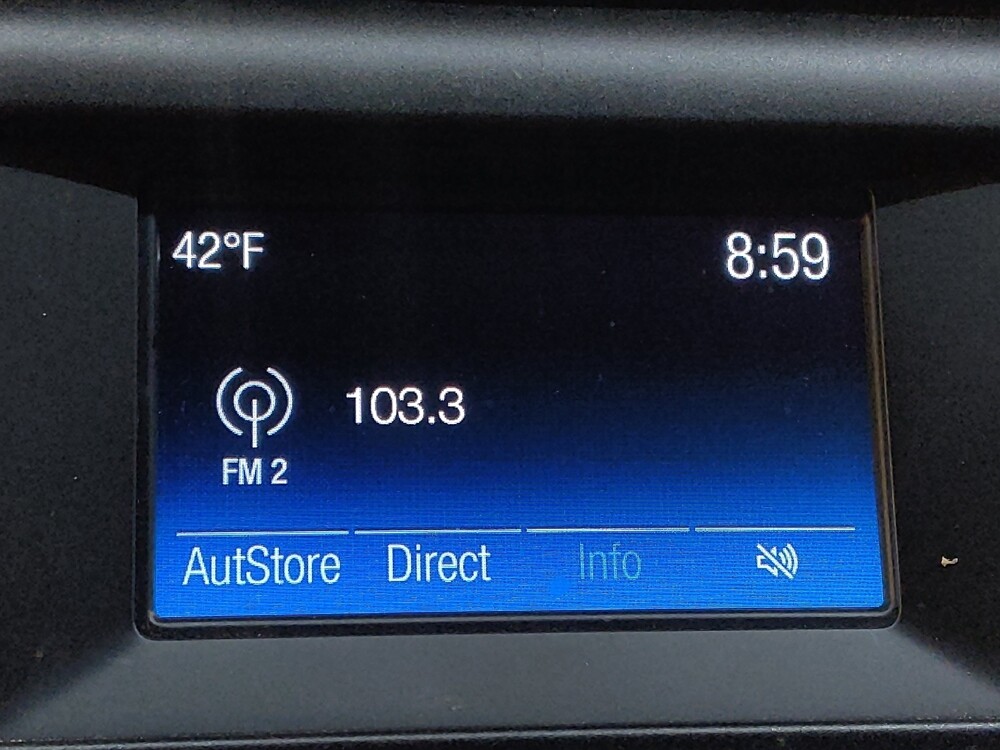 42°F 8:59
103.3
FM 2
AutStore Direct Info